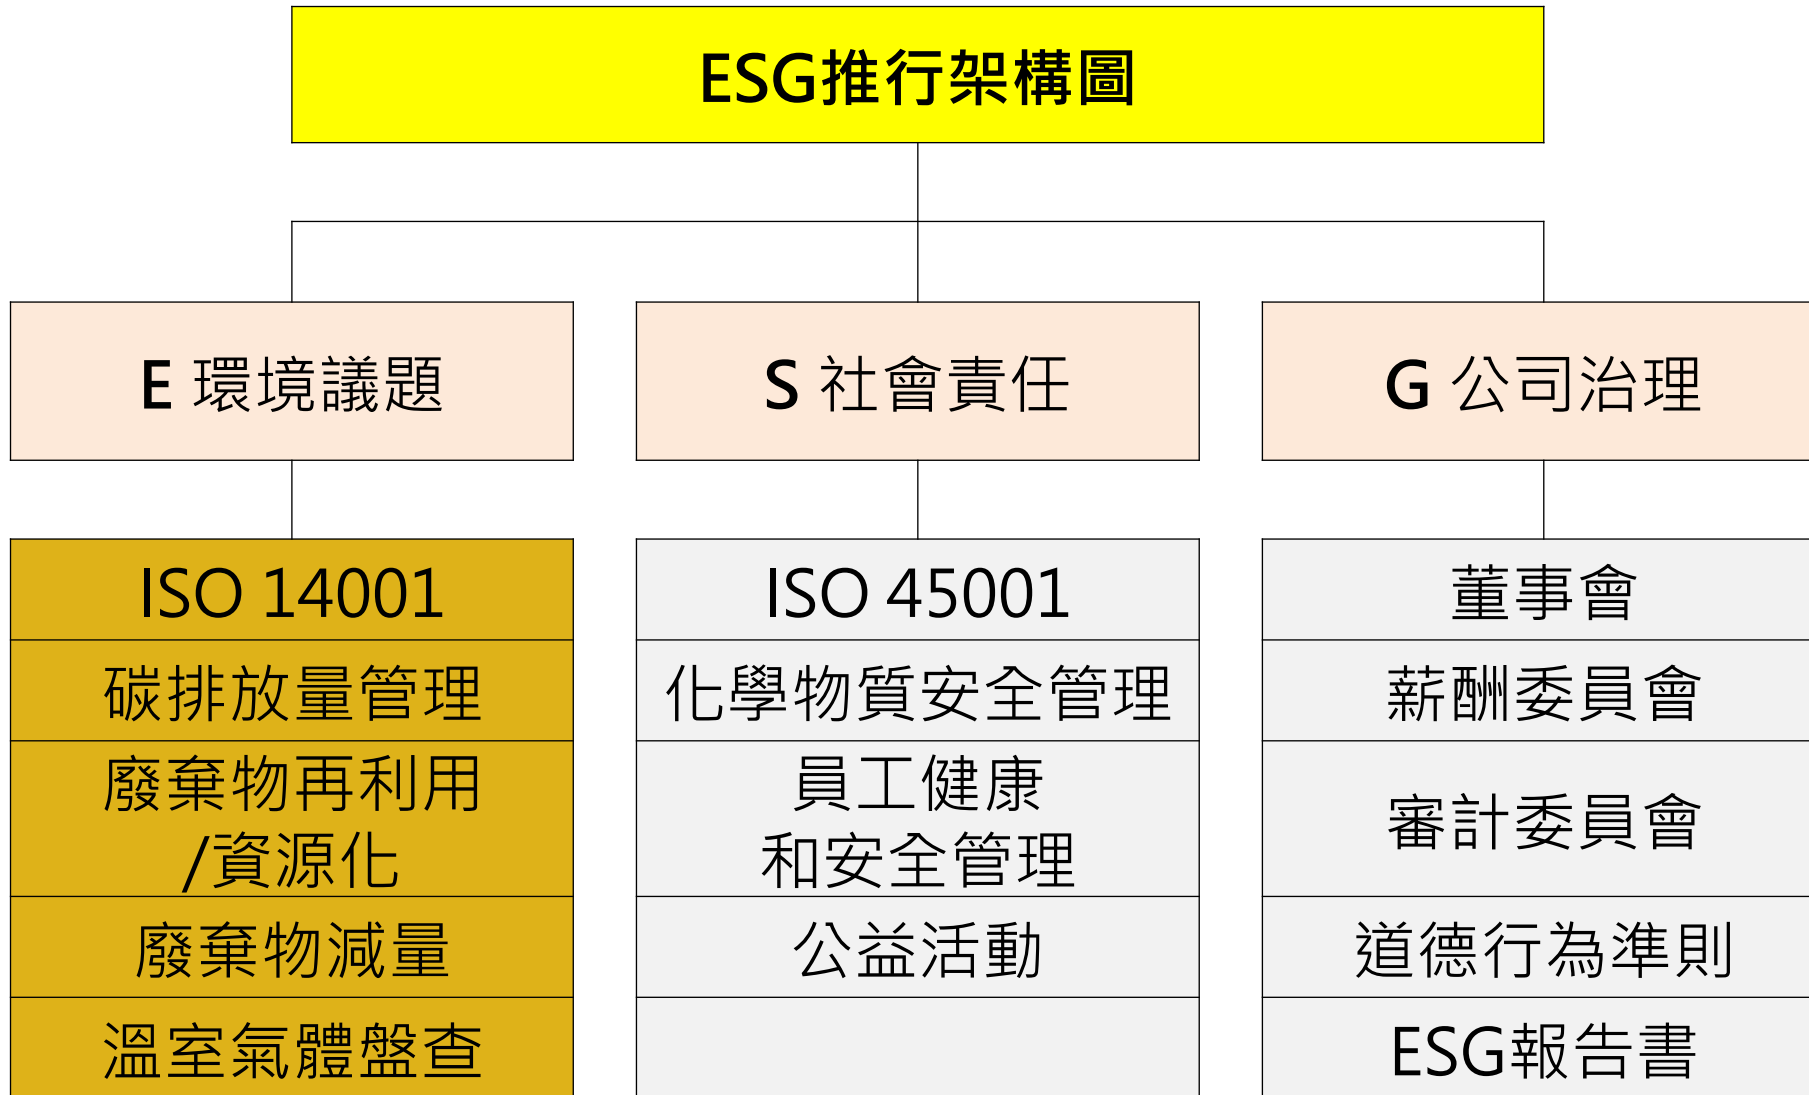 ESG推行架構圖
E 環境議題
S 社會責任
G 公司治理
ISO 14001
碳排放量管理
廢棄物再利用
/資源化
廢棄物減量
溫室氣體盤查
ISO 45001
化學物質安全管理
員工健康
和安全管理
公益活動
董事會
薪酬委員會
審計委員會
道德行為準則
ESG報告書